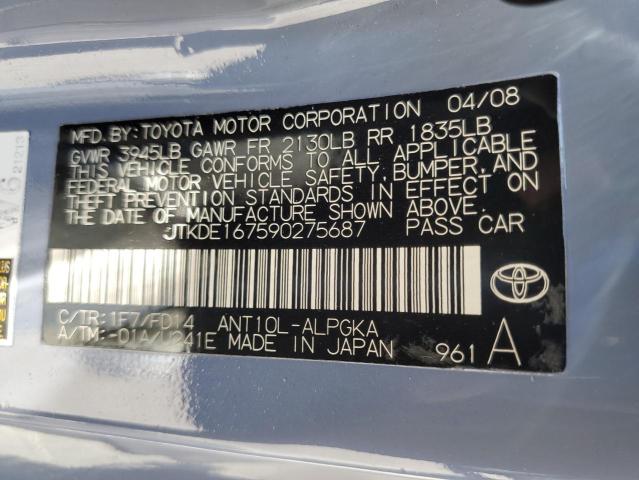 MFD.BY:TOYOTA MOTOR CORPORATION 04/08
GVWR 3945LB GAWR FR 2130LB RR 1835LB
THIS VEHICLE CONFORMS TO ALL APPLICABLE
FEDERAL MOTOR VEHICLE SAFETY,BUMPER,AND
THEFT PREVENTION STANDARDS IN EFFECT ON
THE DATE OF MANUFACTURE SHOWN ABOVE.
JTKDE167590275687 PASS CAR
C/TR:1F7/FD14 ANT10L-ALPGKA
A/TM:-01A/U241E MADE IN JAPAN
961 A
TOYOTA
21213